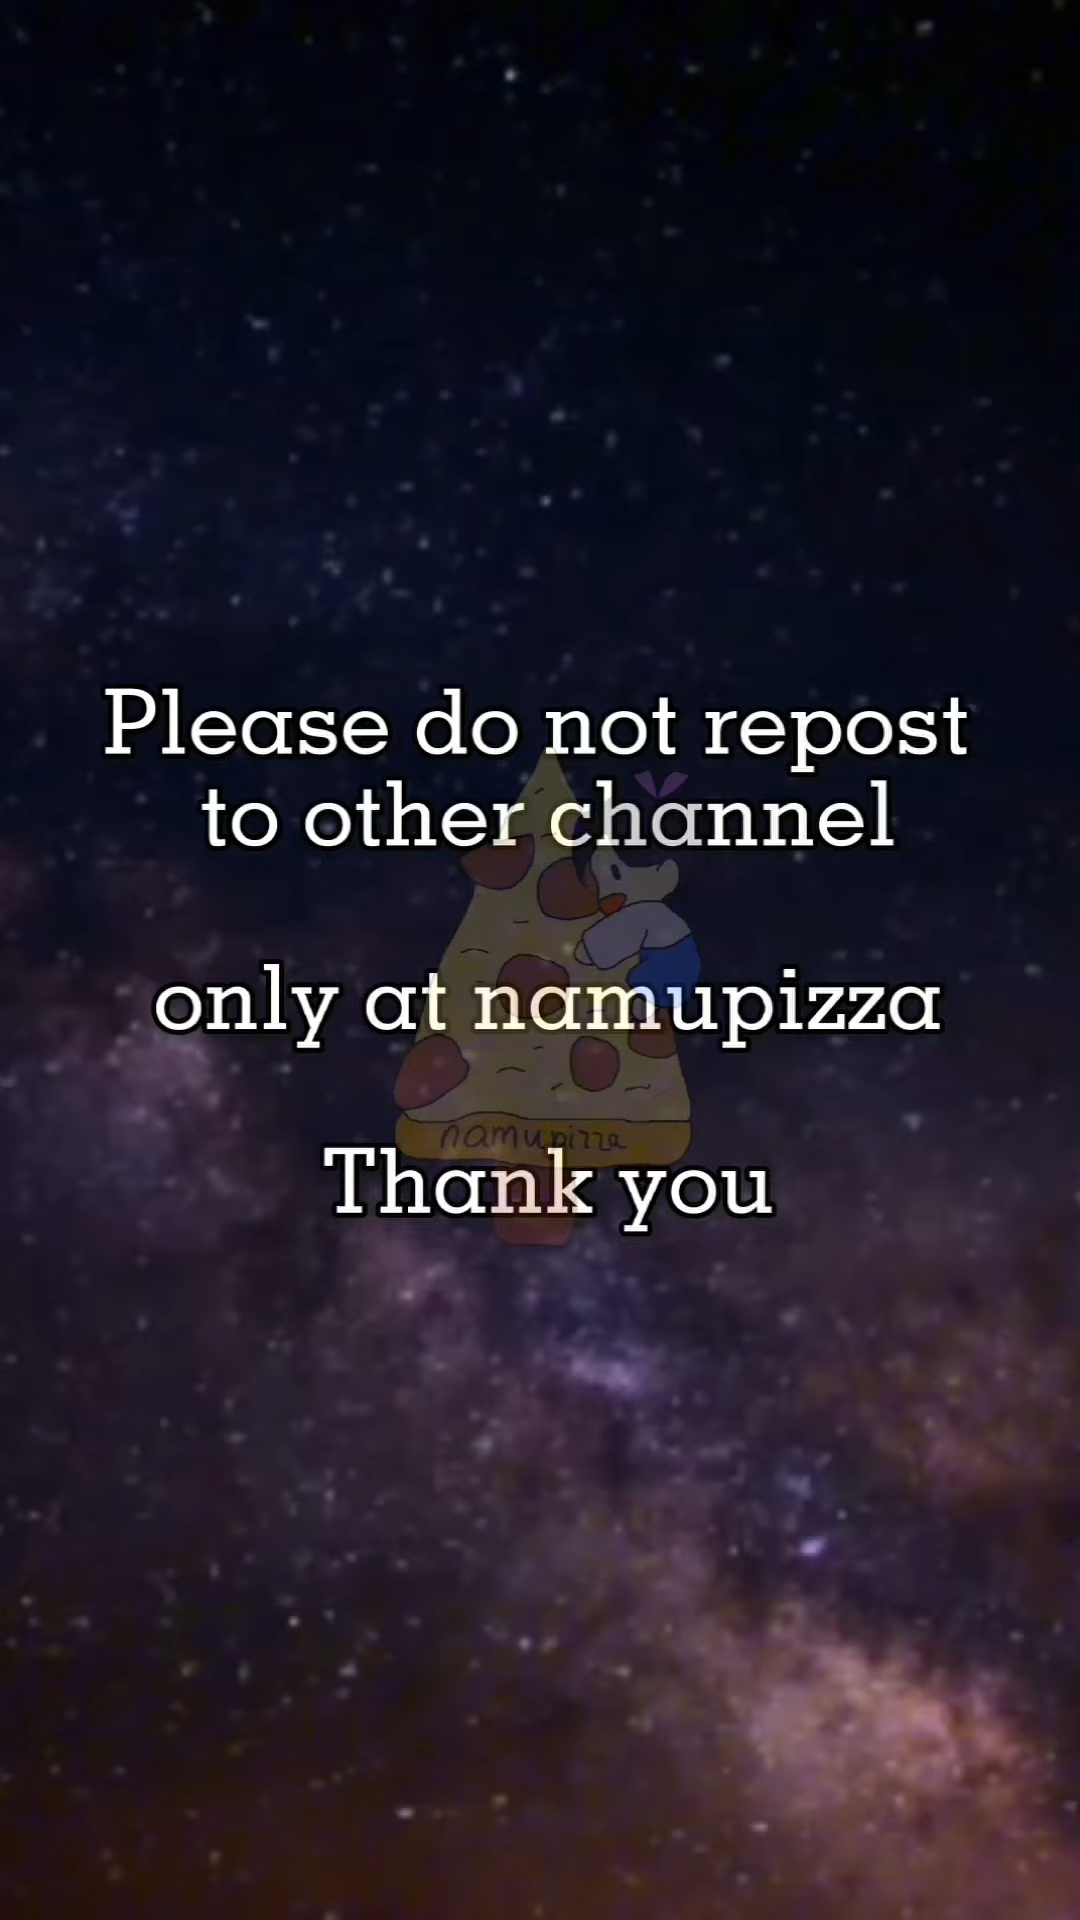 Please do not repost
to other channel
only at namupizza
namupizza
Thank you